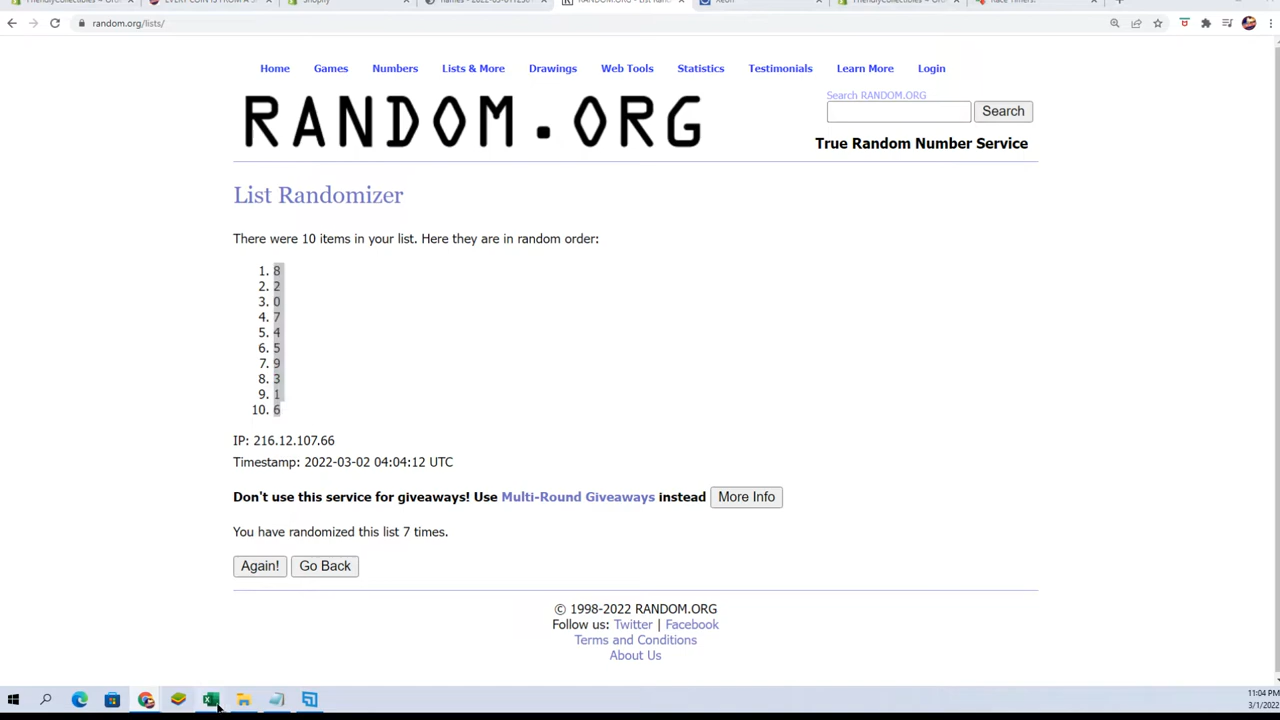 random.org/lists/
Home Games Numbers Lists & More Drawings Web Tools Statistics Testimonials Learn More Login
RANDOM.ORG
Search RANDOM.ORG
Search
True Random Number Service
List Randomizer
There were 10 items in your list. Here they are in random order:
1. 8
2. 2
3. 0
4. 7
5. 4
6. 5
7. 9
8. 3
9. 1
10. 6
IP: 216.12.107.66
Timestamp: 2022-03-02 04:04:12 UTC
Don't use this service for giveaways! Use Multi-Round Giveaways instead More Info
You have randomized this list 7 times.
Again! Go Back
© 1998-2022 RANDOM.ORG
Follow us: Twitter | Facebook
Terms and Conditions
About Us
11:04 PM
3/1/2022